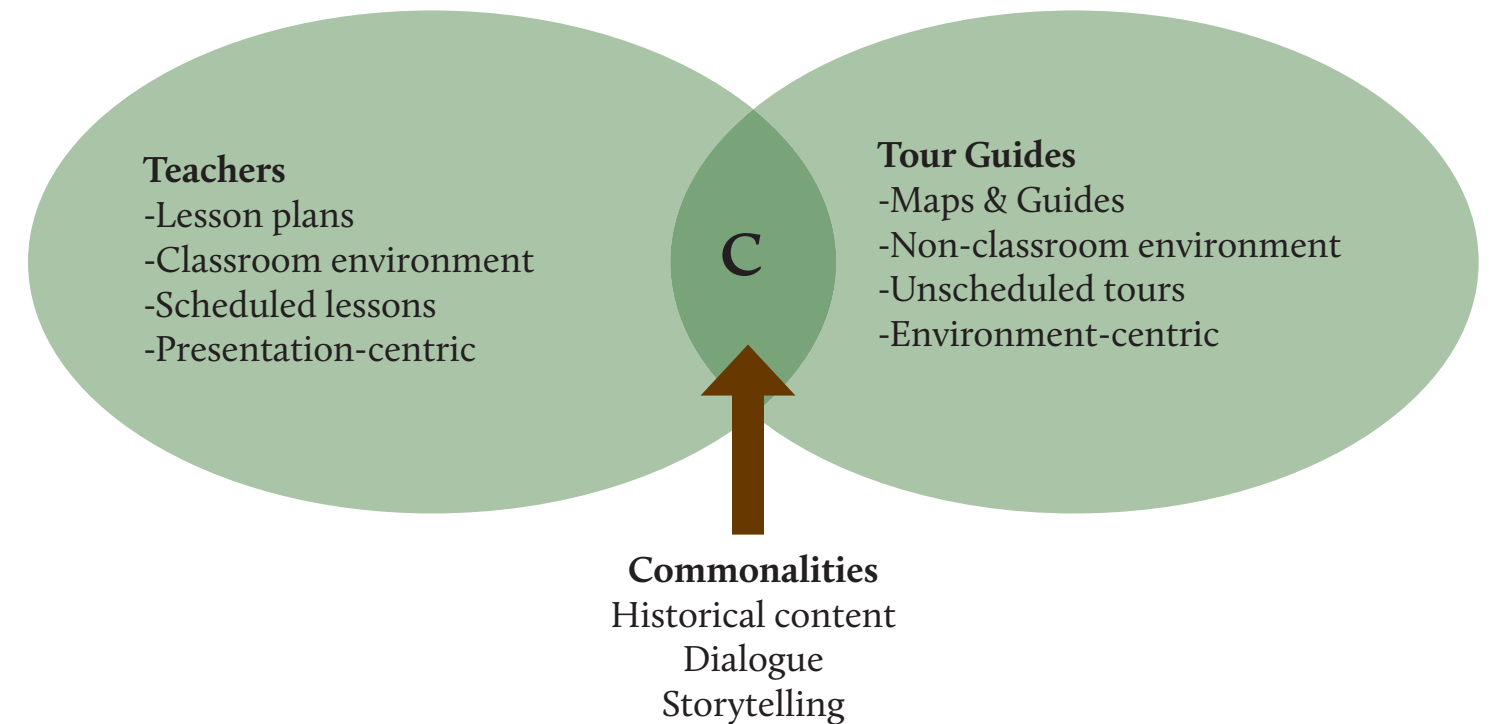 Teachers
-Lesson plans
-Classroom environment
-Scheduled lessons
-Presentation-centric
C
Tour Guides
-Maps & Guides
-Non-classroom environment
-Unscheduled tours
-Environment-centric
Commonalities
Historical content
Dialogue
Storytelling